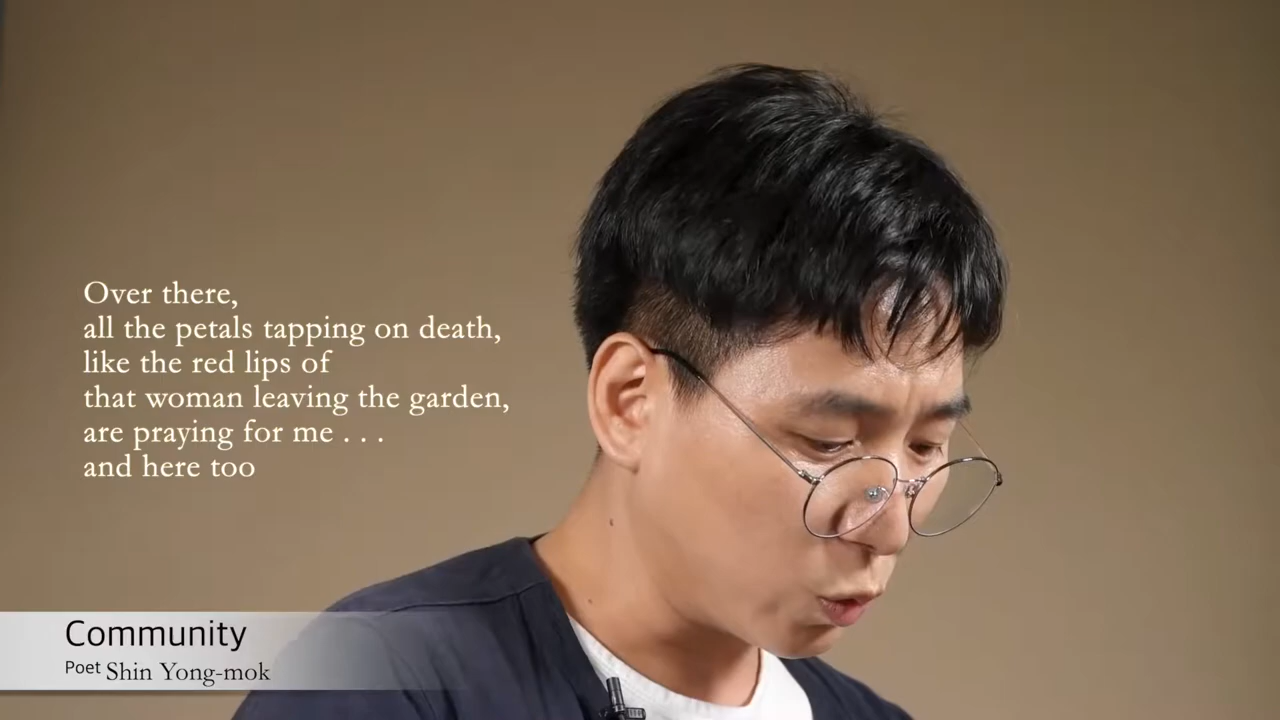 Over there,
all the petals tapping on death,
like the red lips of
that woman leaving the garden,
are praying for me . . .
and here too
Community
Poet Shin Yong-mok